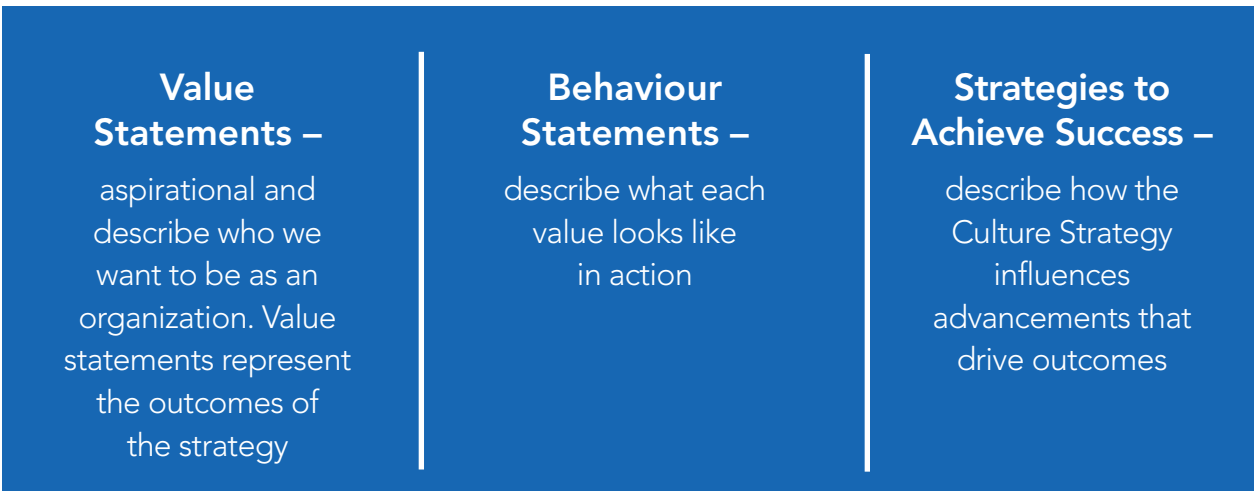 Value
Statements –
aspirational and
describe who we
want to be as an
organization. Value
statements represent
the outcomes of
the strategy
Behaviour
Statements –
describe what each
value looks like
in action
Strategies to
Achieve Success –
describe how the
Culture Strategy
influences
advancements that
drive outcomes